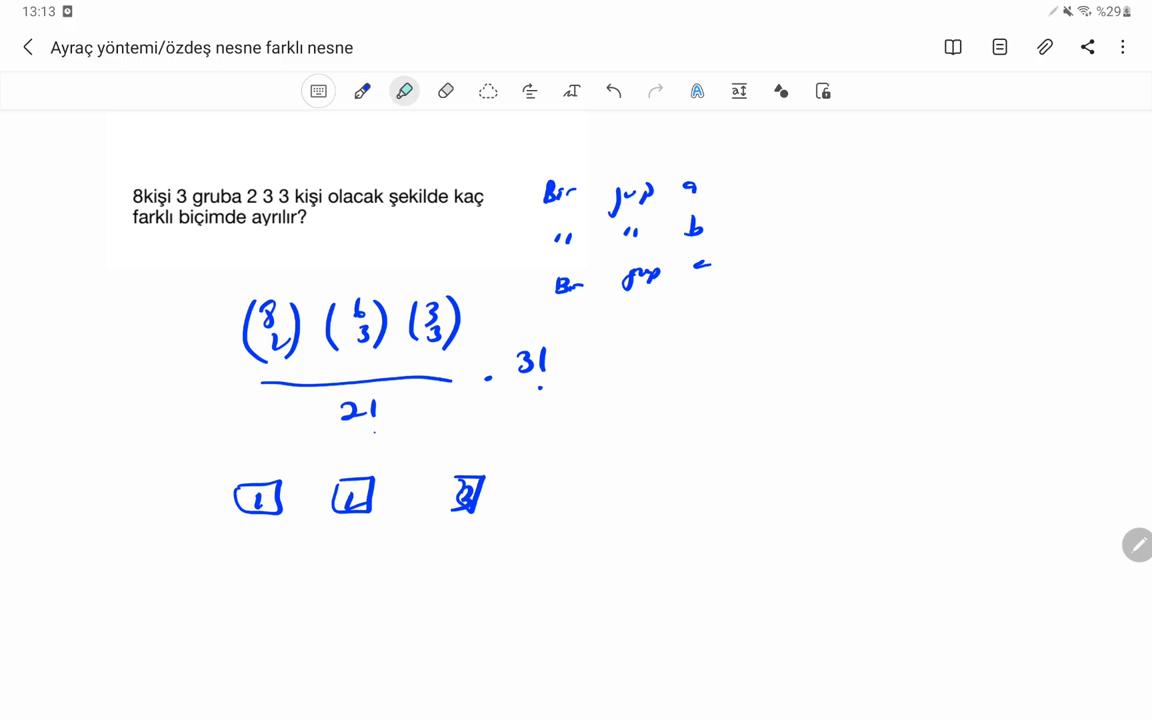 13:13 %29
Ayraç yöntemi/özdeş nesne farklı nesne
8kişi 3 gruba 2 3 3 kişi olacak şekilde kaç
farklı biçimde ayrılır?
Bir grup a
" " b
Bir grup c
(8 2) (6 3) (3 3)
2! . 3!
1 2 3